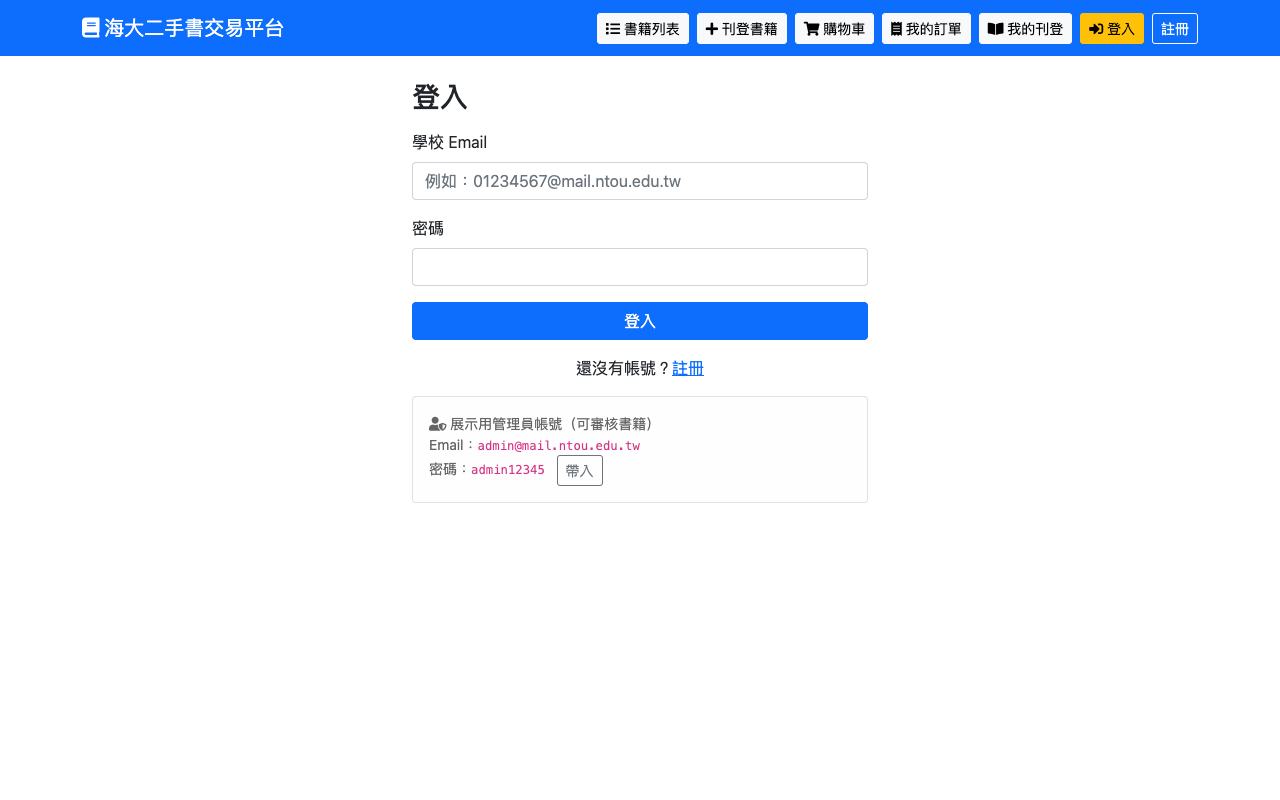 海大二手書交易平台
書籍列表
刊登書籍
購物車
我的訂單
我的刊登
登入
註冊
登入
學校 Email
例如：01234567@mail.ntou.edu.tw
密碼
登入
還沒有帳號？註冊
展示用管理員帳號（可審核書籍）
Email：admin@mail.ntou.edu.tw
密碼：admin12345 帶入